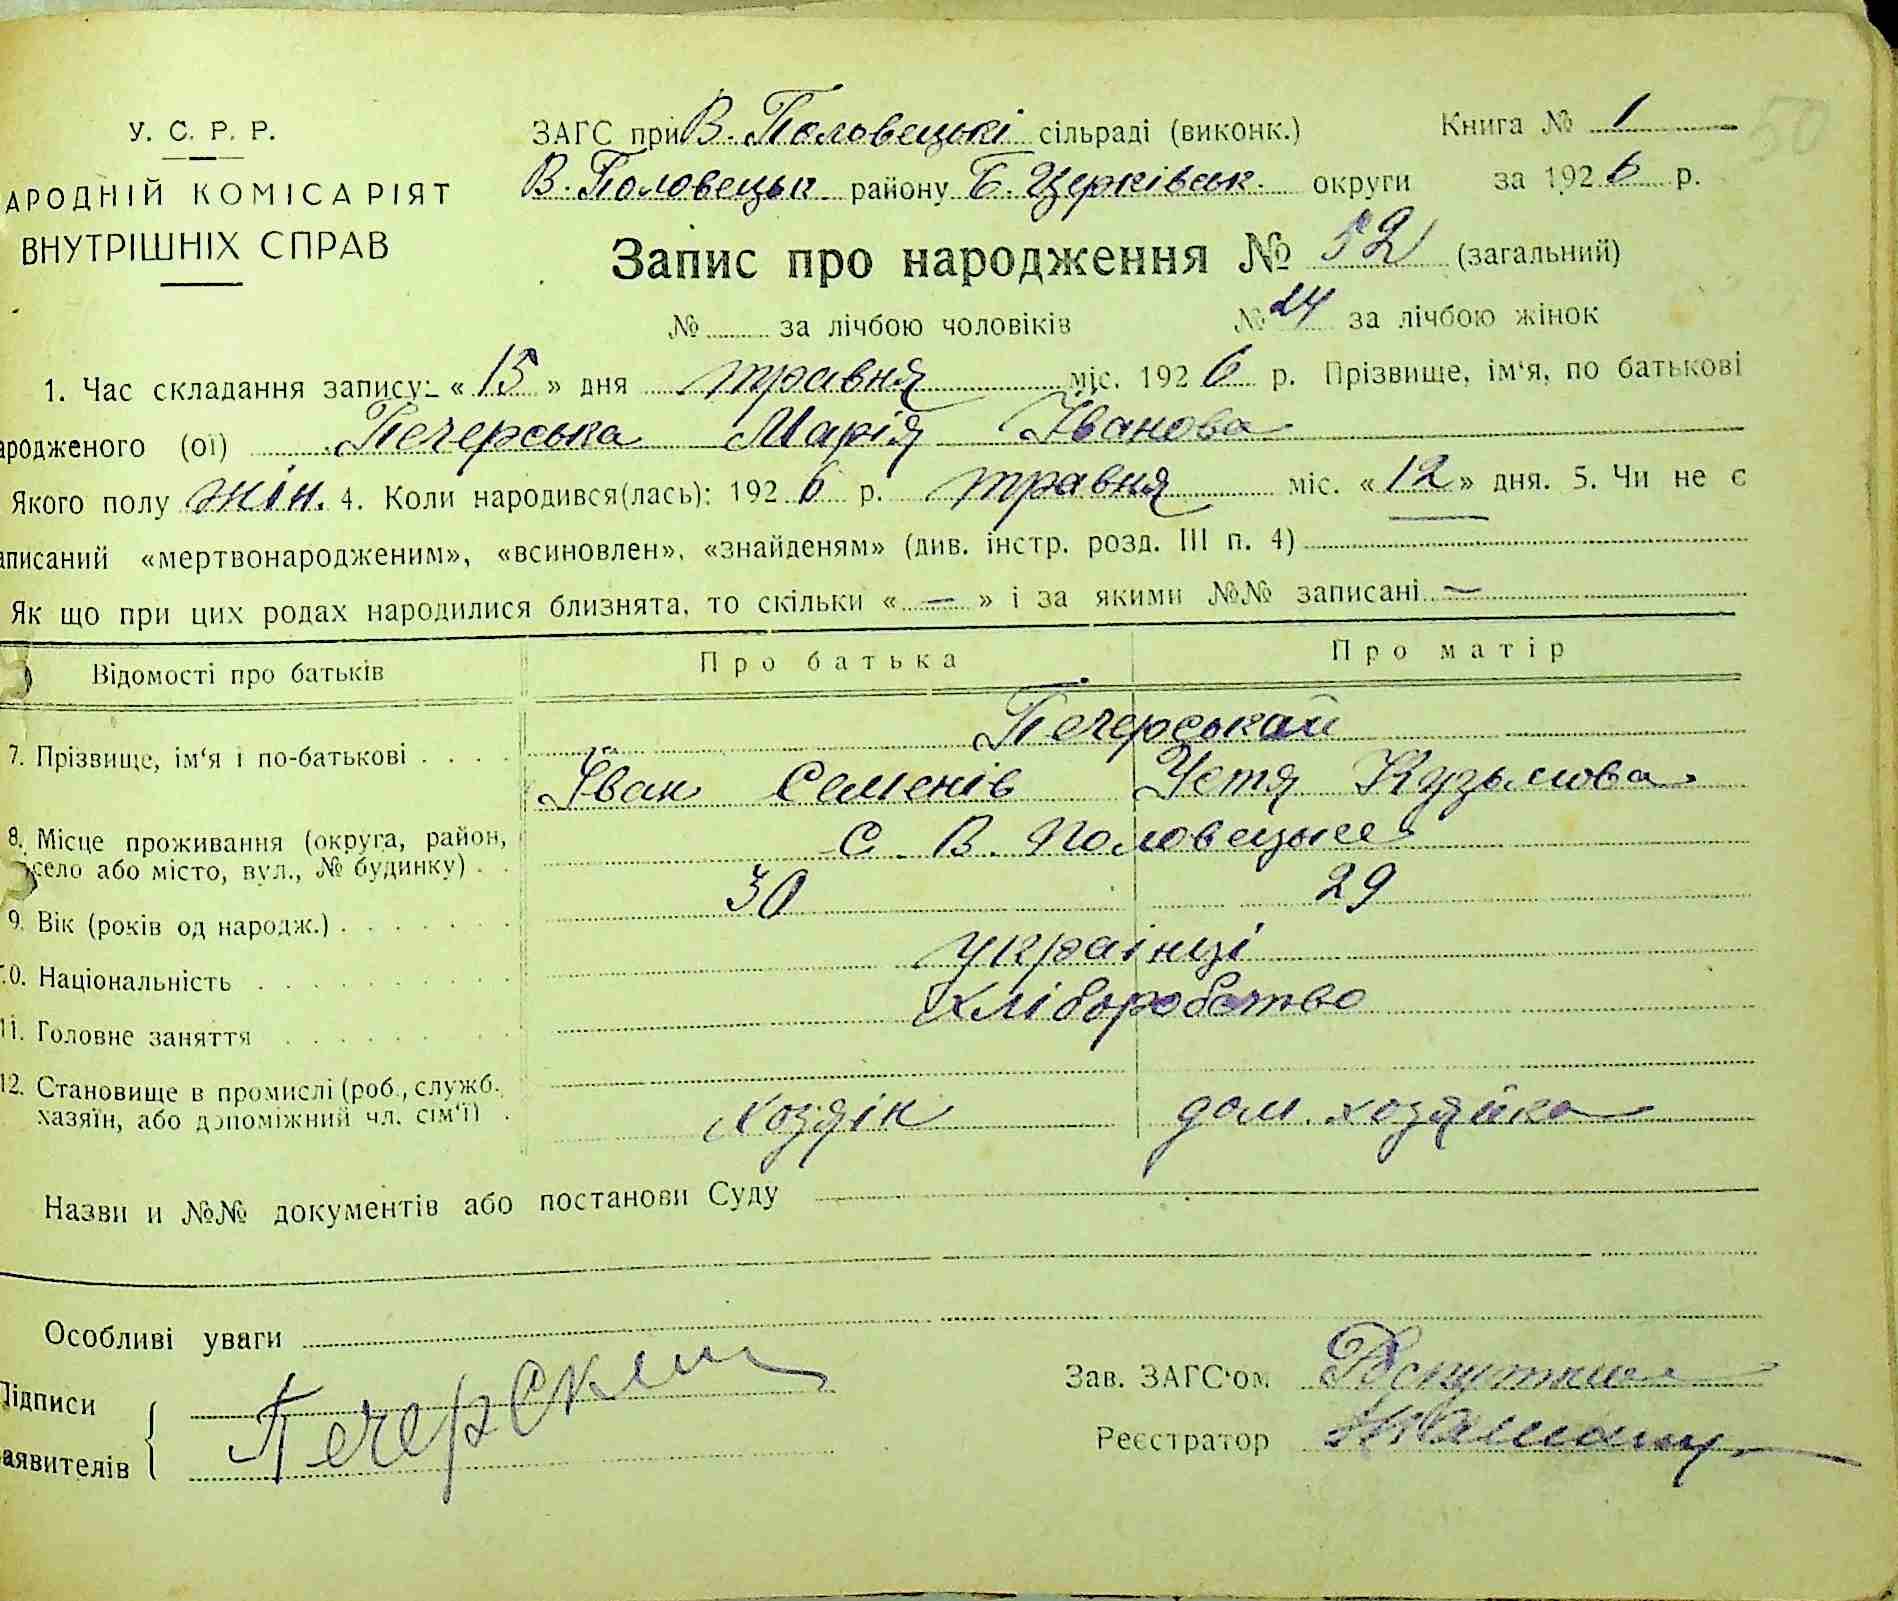 50
У. С. Р. Р.
АРОДНІЙ КОМІСАРІЯТ
ВНУТРІШНІХ СПРАВ
ЗАГС при В. Половецькі сільраді (виконк.)
Книга № 1
В. Половецьк. району Б. Церківськ. округи за 1926 р.
Запис про народження № 52 (загальний)
№ ........ за лічбою чоловіків № 24 за лічбою жінок
1. Час складання запису: « 15 » дня травня міс. 1926 р. Прізвище, ім'я, по батькові
ародженого (ої) Печерська Марія Іванова
Якого полу жін. 4. Коли народився(лась): 1926 р. травня міс. «12» дня. 5. Чи не є
аписаний «мертвонародженим», «всиновлен», «знайденям» (див. інстр. розд. III п. 4)
Як що при цих родах народилися близнята, то скільки « — » і за якими №№ записані —
Відомості про батьків Про батька Про матір
7. Прізвище, ім'я і по-батькові . . . .
Печерськай
Іван Семенів Устя Кузьмова
8. Місце проживання (округа, район,
село або місто, вул., № будинку) . .
С. В. Половецьке
9. Вік (років од народж.) . . . . . . . 30 29
0. Національність . . . . . . . . . українці
11. Головне заняття . . . . . . . хліборобство
12. Становище в промислі (роб., служб.,
хазяїн, або допоміжний чл. сім'ї) .
хозяін дом. хозяйка
Назви и №№ документів або постанови Суду
Особливі уваги
Підписи
аявителів
Печерский
Зав. ЗАГС'ом
Реєстратор